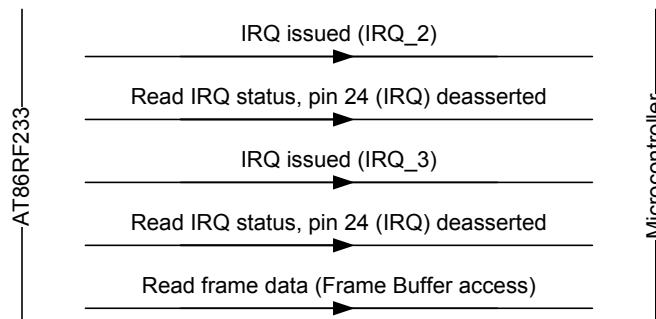 IRQ issued (IRQ_2)
Read IRQ status, pin 24 (IRQ) deasserted
IRQ issued (IRQ_3)
Read IRQ status, pin 24 (IRQ) deasserted
Read frame data (Frame Buffer access)
AT86RF233
Microcontroller